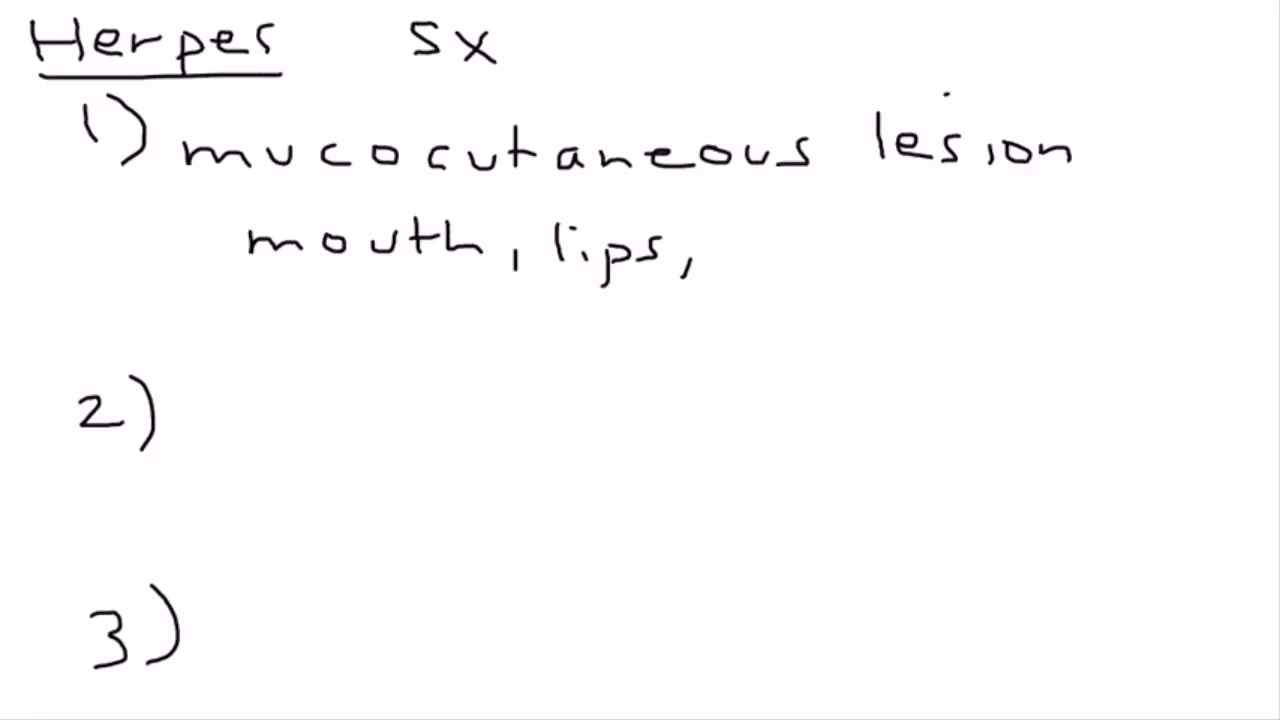 Herpes sx
1) mucocutaneous lesion
mouth, lips,
2)
3)